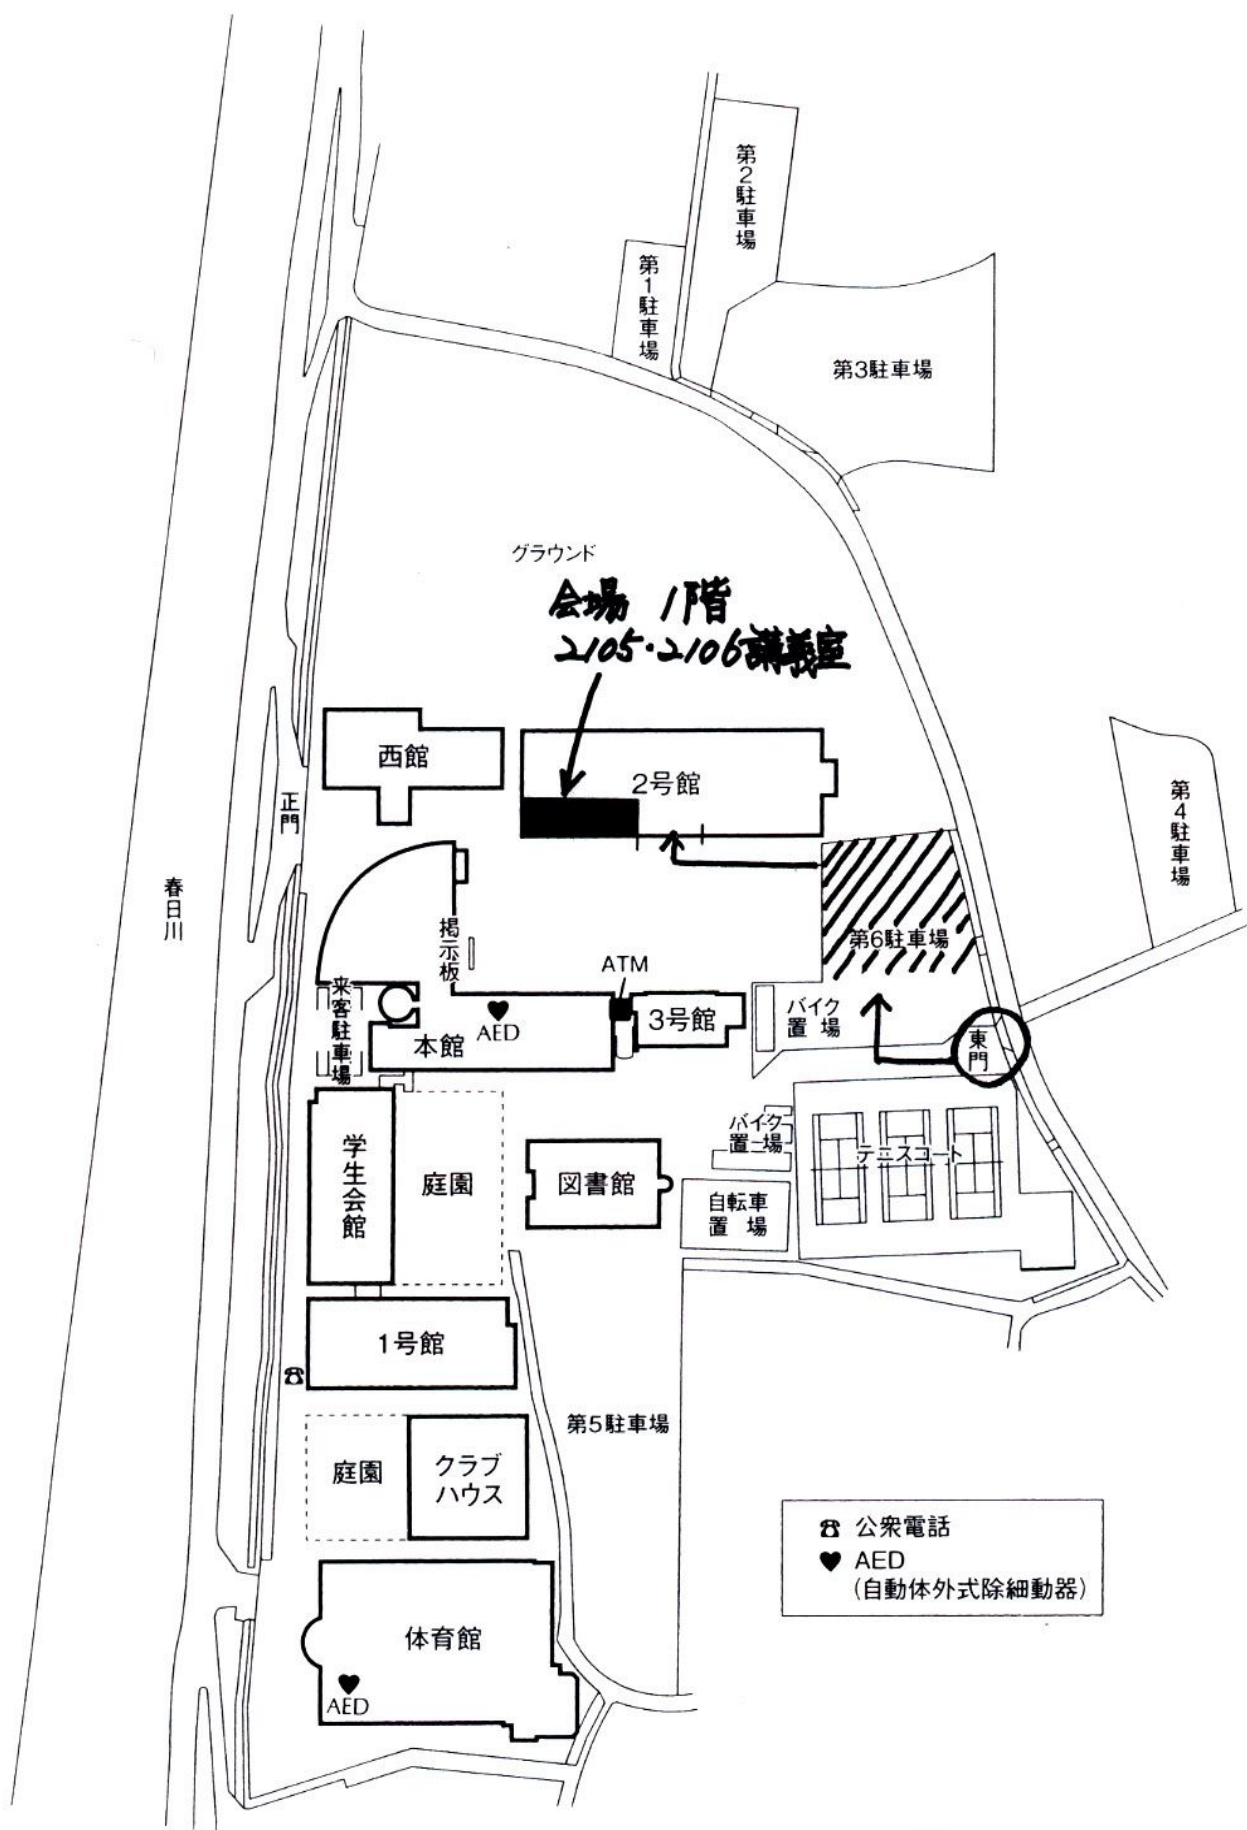 第2駐車場
第1駐車場
第3駐車場
グラウンド
会場 1階
2105・2106講義室
西館
2号館
正門
第4駐車場
春日川
掲示板
第6駐車場
ATM
来客駐車場
AED
本館
3号館
バイク
置場
東門
学生会館
庭園
図書館
バイク
置場
テニスコート
自転車
置場
1号館
☎
第5駐車場
庭園
クラブ
ハウス
☎ 公衆電話
♥ AED
(自動体外式除細動器)
体育館
AED